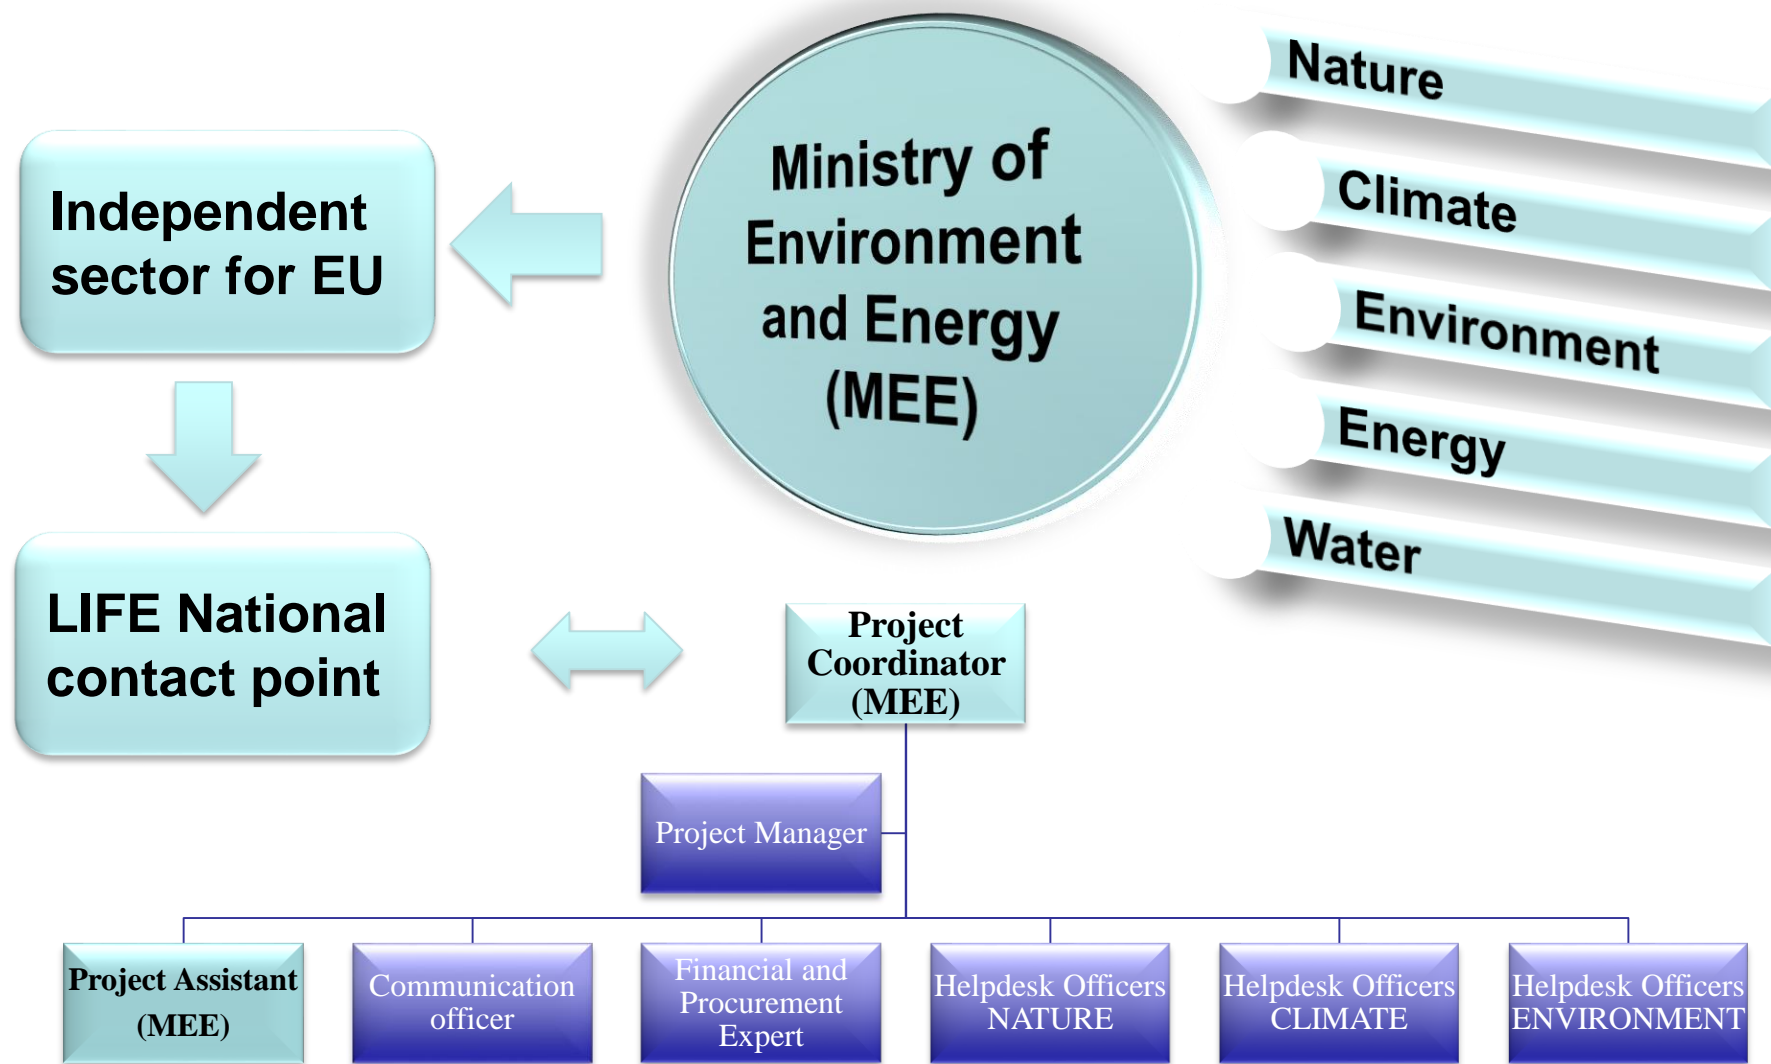 Independent
sector for EU
Ministry of
Environment
and Energy
(MEE)
Nature
Climate
Environment
Energy
Water
LIFE National
contact point
Project
Coordinator
(MEE)
Project Manager
Project Assistant
(MEE)
Communication
officer
Financial and
Procurement
Expert
Helpdesk Officers
NATURE
Helpdesk Officers
CLIMATE
Helpdesk Officers
ENVIRONMENT